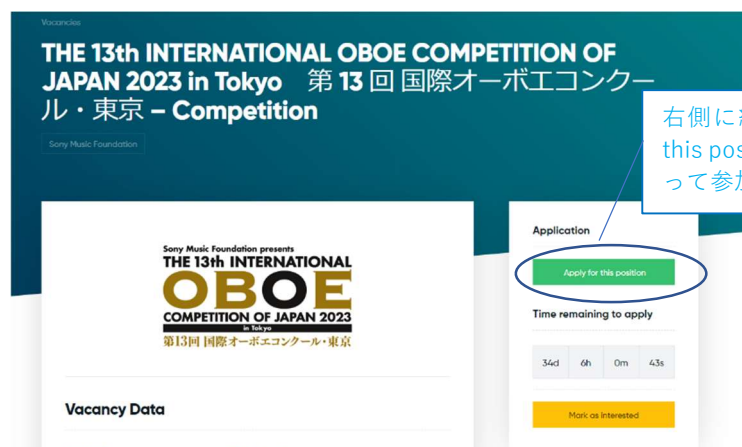 Vacancies
THE 13th INTERNATIONAL OBOE COMPETITION OF
JAPAN 2023 in Tokyo　第 13 回 国際オーボエコンクー
ル・東京 – Competition
Sony Music Foundation
右側に
this pos
って参
Sony Music Foundation presents
THE 13th INTERNATIONAL
OBOE
COMPETITION OF JAPAN 2023
in Tokyo
第13回 国際オーボエコンクール・東京
Vacancy Data
Application
Apply for this position
Time remaining to apply
34d 6h 0m 43s
Mark as interested